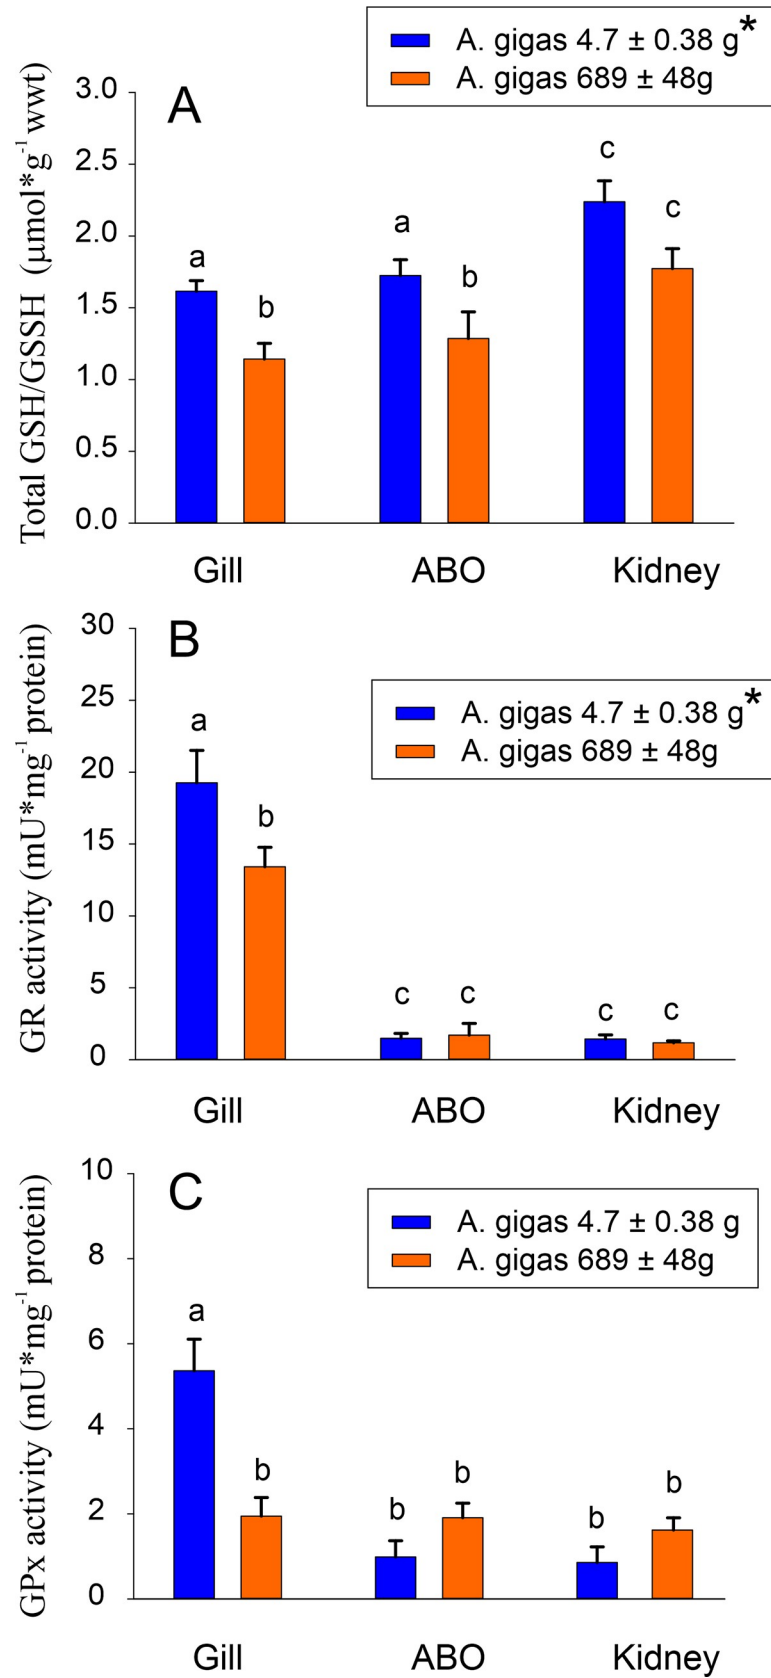 A. gigas 4.7 ± 0.38 g*
A. gigas 689 ± 48g
A
Total GSH/GSSH (µmol*g⁻¹ wwt)
3.0
2.5
2.0
1.5
1.0
0.5
0.0
a
b
a
b
c
c
Gill ABO Kidney
B
A. gigas 4.7 ± 0.38 g*
A. gigas 689 ± 48g
GR activity (mU*mg⁻¹ protein)
30
25
20
15
10
5
0
a
b
c
c
c
c
Gill ABO Kidney
C
A. gigas 4.7 ± 0.38 g
A. gigas 689 ± 48g
GPx activity (mU*mg⁻¹ protein)
10
8
6
4
2
0
a
b
b
b
b
b
Gill ABO Kidney